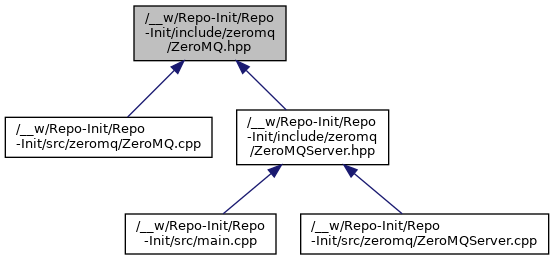 /__w/Repo-Init/Repo
-Init/include/zeromq
/ZeroMQ.hpp
/__w/Repo-Init/Repo
-Init/src/zeromq/ZeroMQ.cpp
/__w/Repo-Init/Repo
-Init/include/zeromq
/ZeroMQServer.hpp
/__w/Repo-Init/Repo
-Init/src/main.cpp
/__w/Repo-Init/Repo
-Init/src/zeromq/ZeroMQServer.cpp